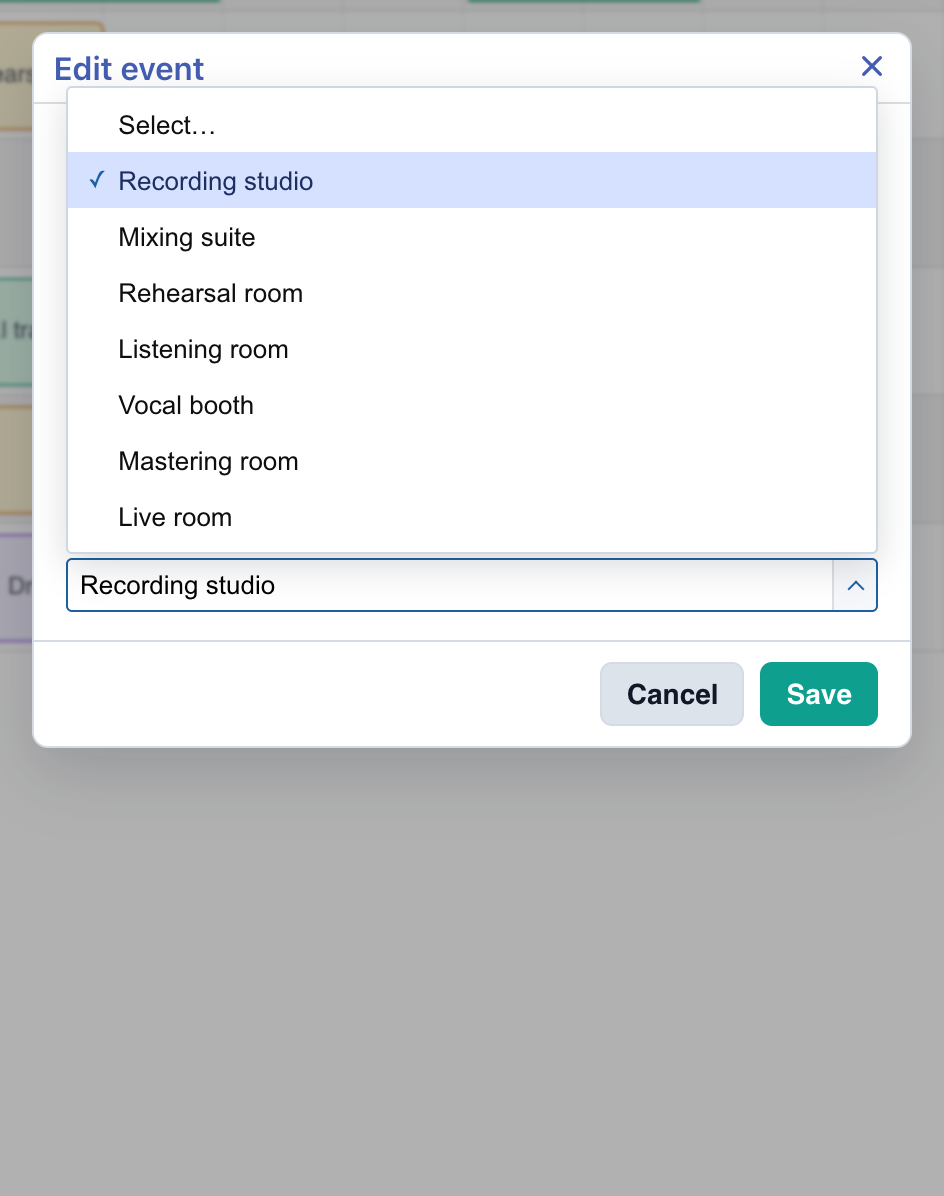 Edit event
Select…
Recording studio
Mixing suite
Rehearsal room
Listening room
Vocal booth
Mastering room
Live room
Recording studio
Cancel
Save